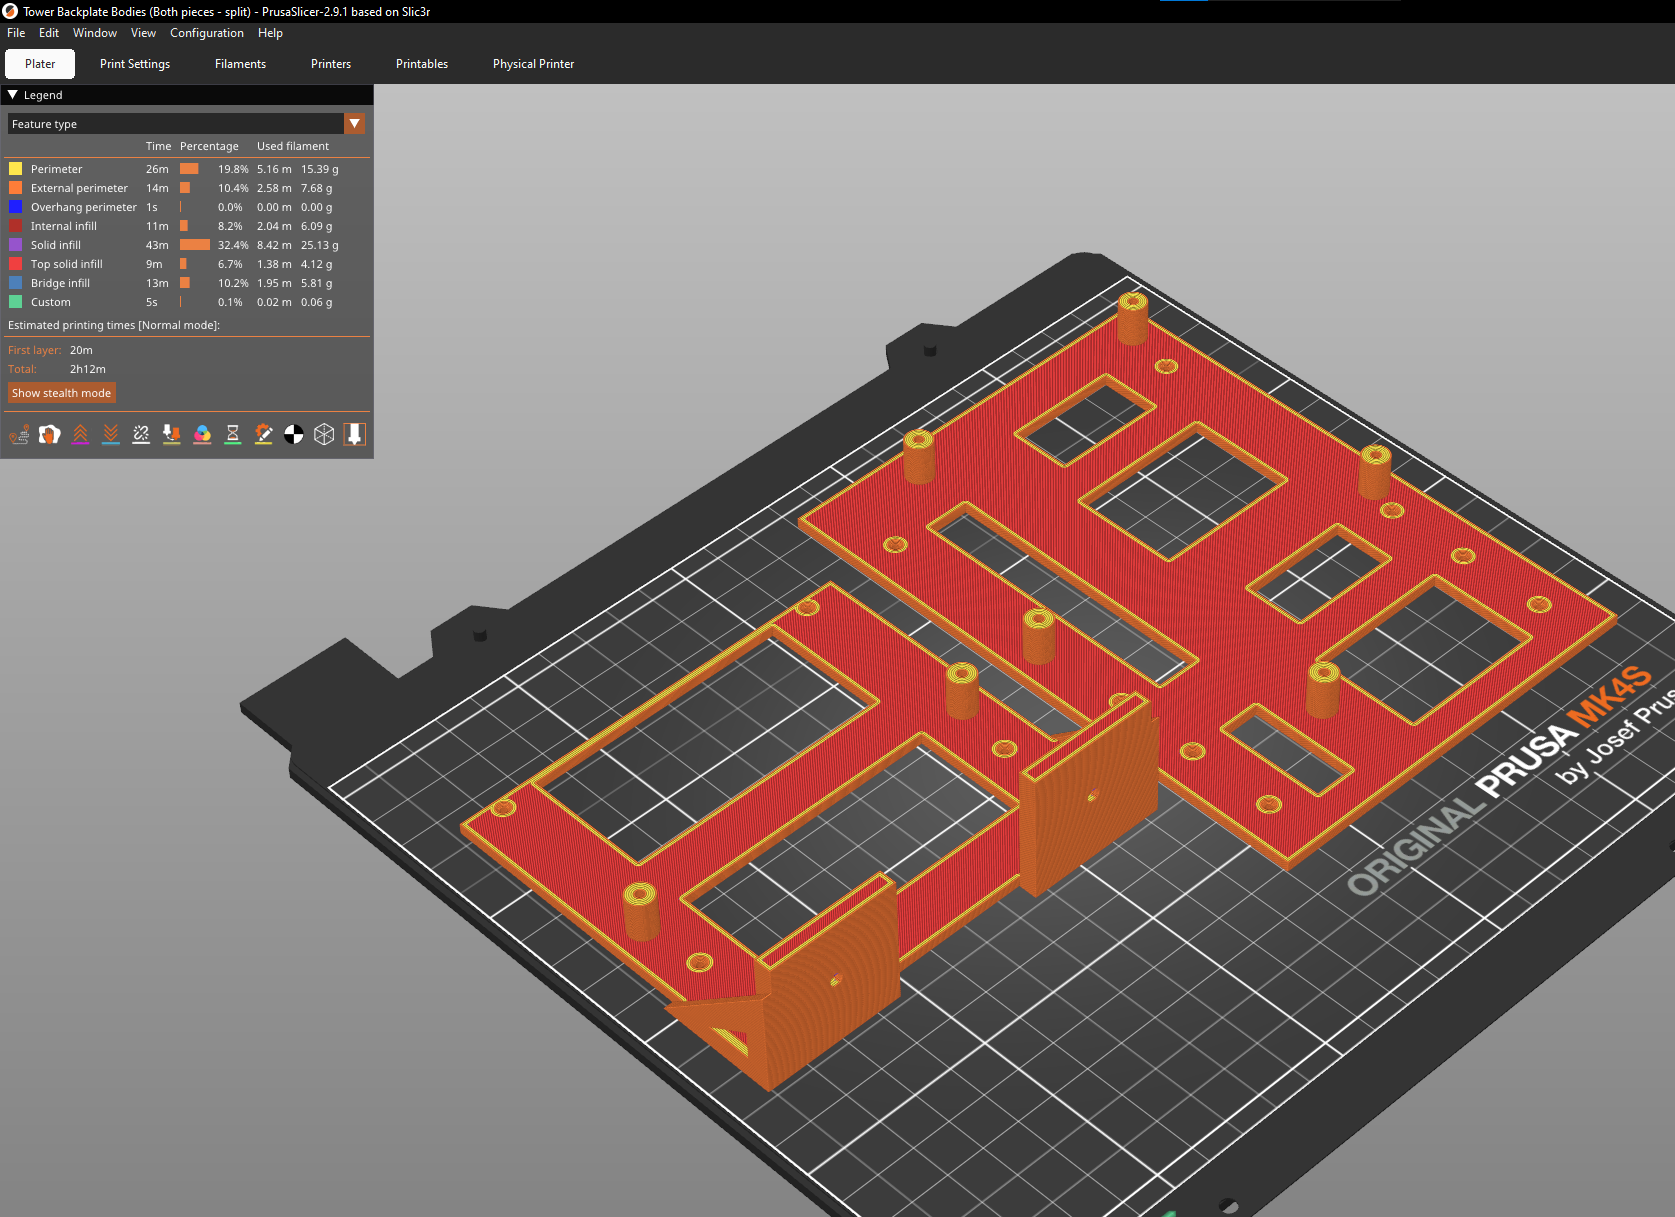 Tower Backplate Bodies (Both pieces - split) - PrusaSlicer-2.9.1 based on Slic3r
File Edit Window View Configuration Help
Plater Print Settings Filaments Printers Printables Physical Printer
Legend
Feature type
Time Percentage Used filament
Perimeter 26m 19.8% 5.16 m 15.39 g
External perimeter 14m 10.4% 2.58 m 7.68 g
Overhang perimeter 1s 0.0% 0.00 m 0.00 g
Internal infill 11m 8.2% 2.04 m 6.09 g
Solid infill 43m 32.4% 8.42 m 25.13 g
Top solid infill 9m 6.7% 1.38 m 4.12 g
Bridge infill 13m 10.2% 1.95 m 5.81 g
Custom 5s 0.1% 0.02 m 0.06 g
Estimated printing times [Normal mode]:
First layer: 20m
Total: 2h12m
Show stealth mode
ORIGINAL PRUSA MK4S
by Josef Prus